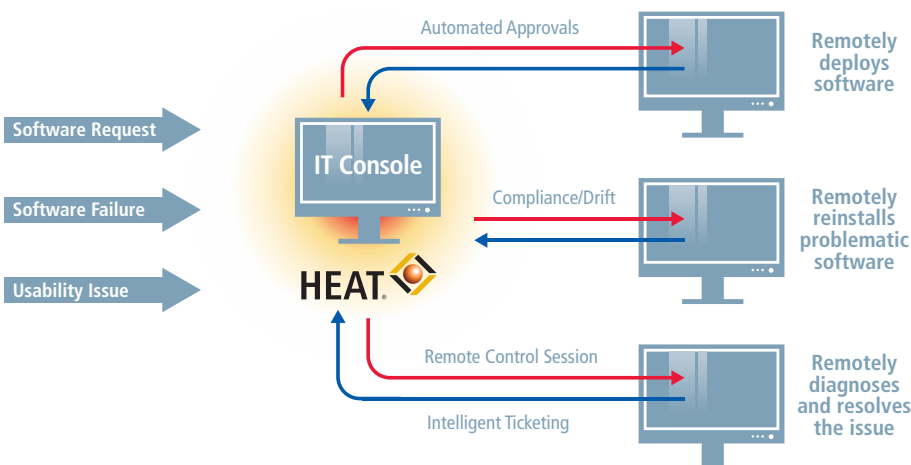 Automated Approvals
Remotely
deploys
software
Software Request
IT Console
Software Failure
Compliance/Drift
Remotely
reinstalls
problematic
software
Usability Issue
HEAT®
Remote Control Session
Intelligent Ticketing
Remotely
diagnoses
and resolves
the issue